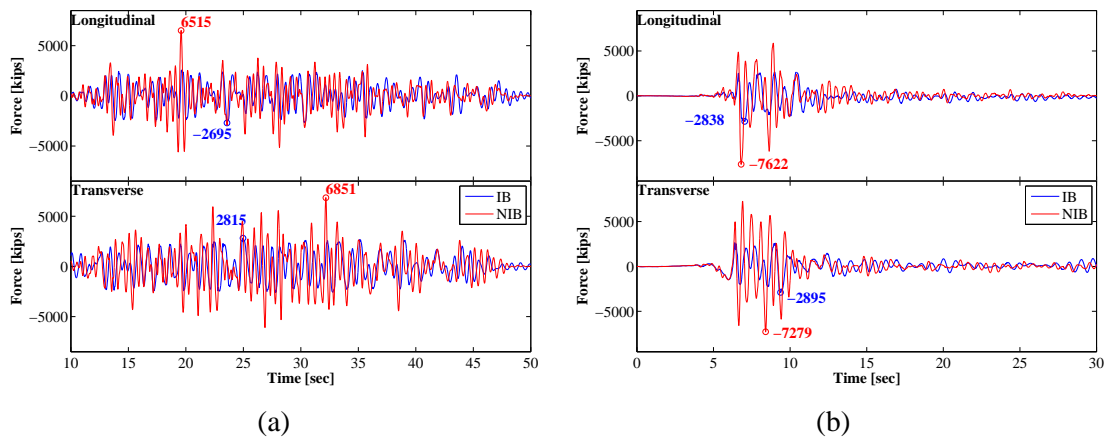 Longitudinal
6515
5000
0
−5000
−2695
Force [kips]
Transverse
6851
2815
IB
NIB
5000
0
−5000
Force [kips]
10 15 20 25 30 35 40 45 50
Time [sec]
(a)
Longitudinal
5000
0
−5000
−2838
−7622
Force [kips]
Transverse
IB
NIB
5000
0
−5000
−2895
−7279
Force [kips]
0 5 10 15 20 25 30
Time [sec]
(b)